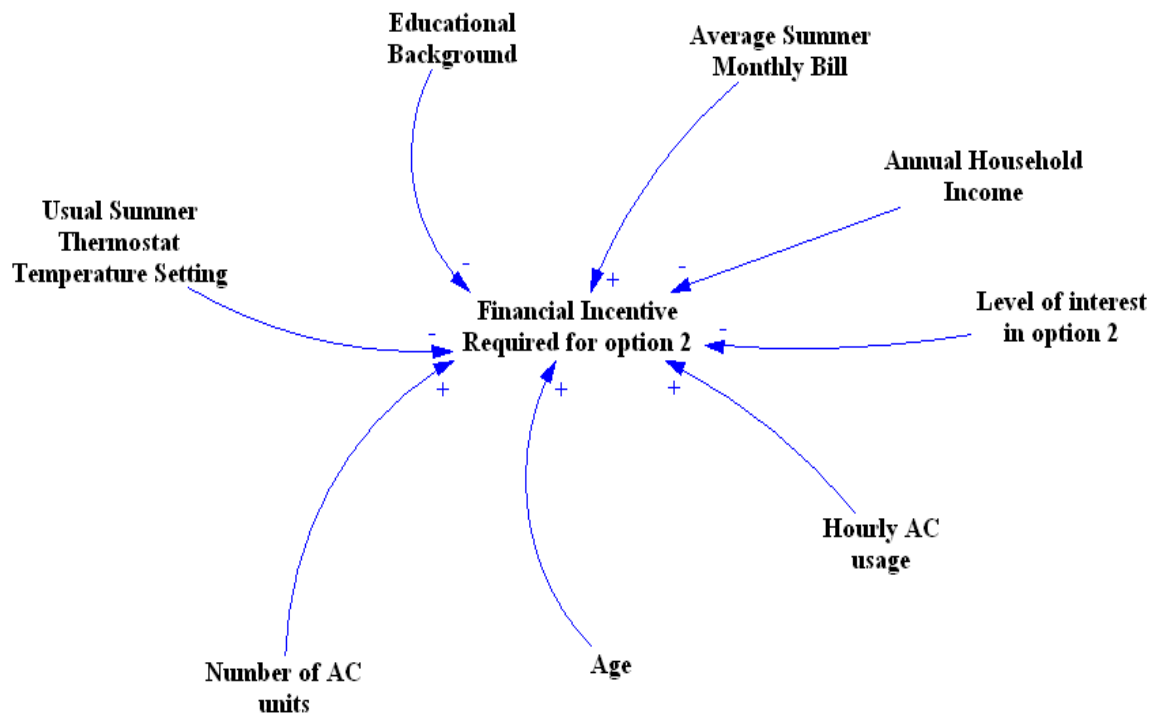 Educational
Background
Average Summer
Monthly Bill
Annual Household
Income
Usual Summer
Thermostat
Temperature Setting
-
+
-
Financial Incentive
Required for option 2
-
-
Level of interest
in option 2
+
+
+
Hourly AC
usage
Number of AC
units
Age